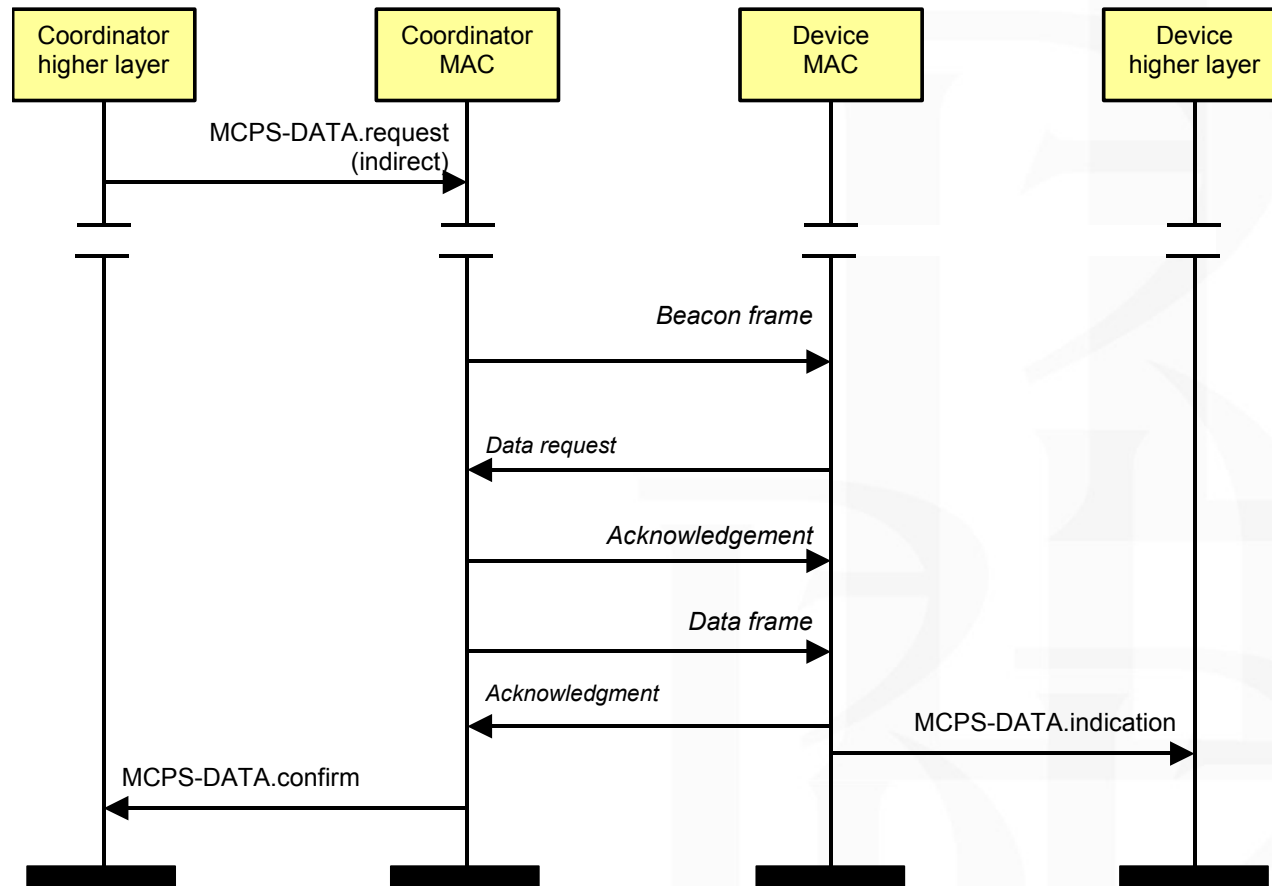 Coordinator
higher layer
Coordinator
MAC
Device
MAC
Device
higher layer
MCPS-DATA.request
(indirect)
Beacon frame
Data request
Acknowledgement
Data frame
Acknowledgment
MCPS-DATA.indication
MCPS-DATA.confirm